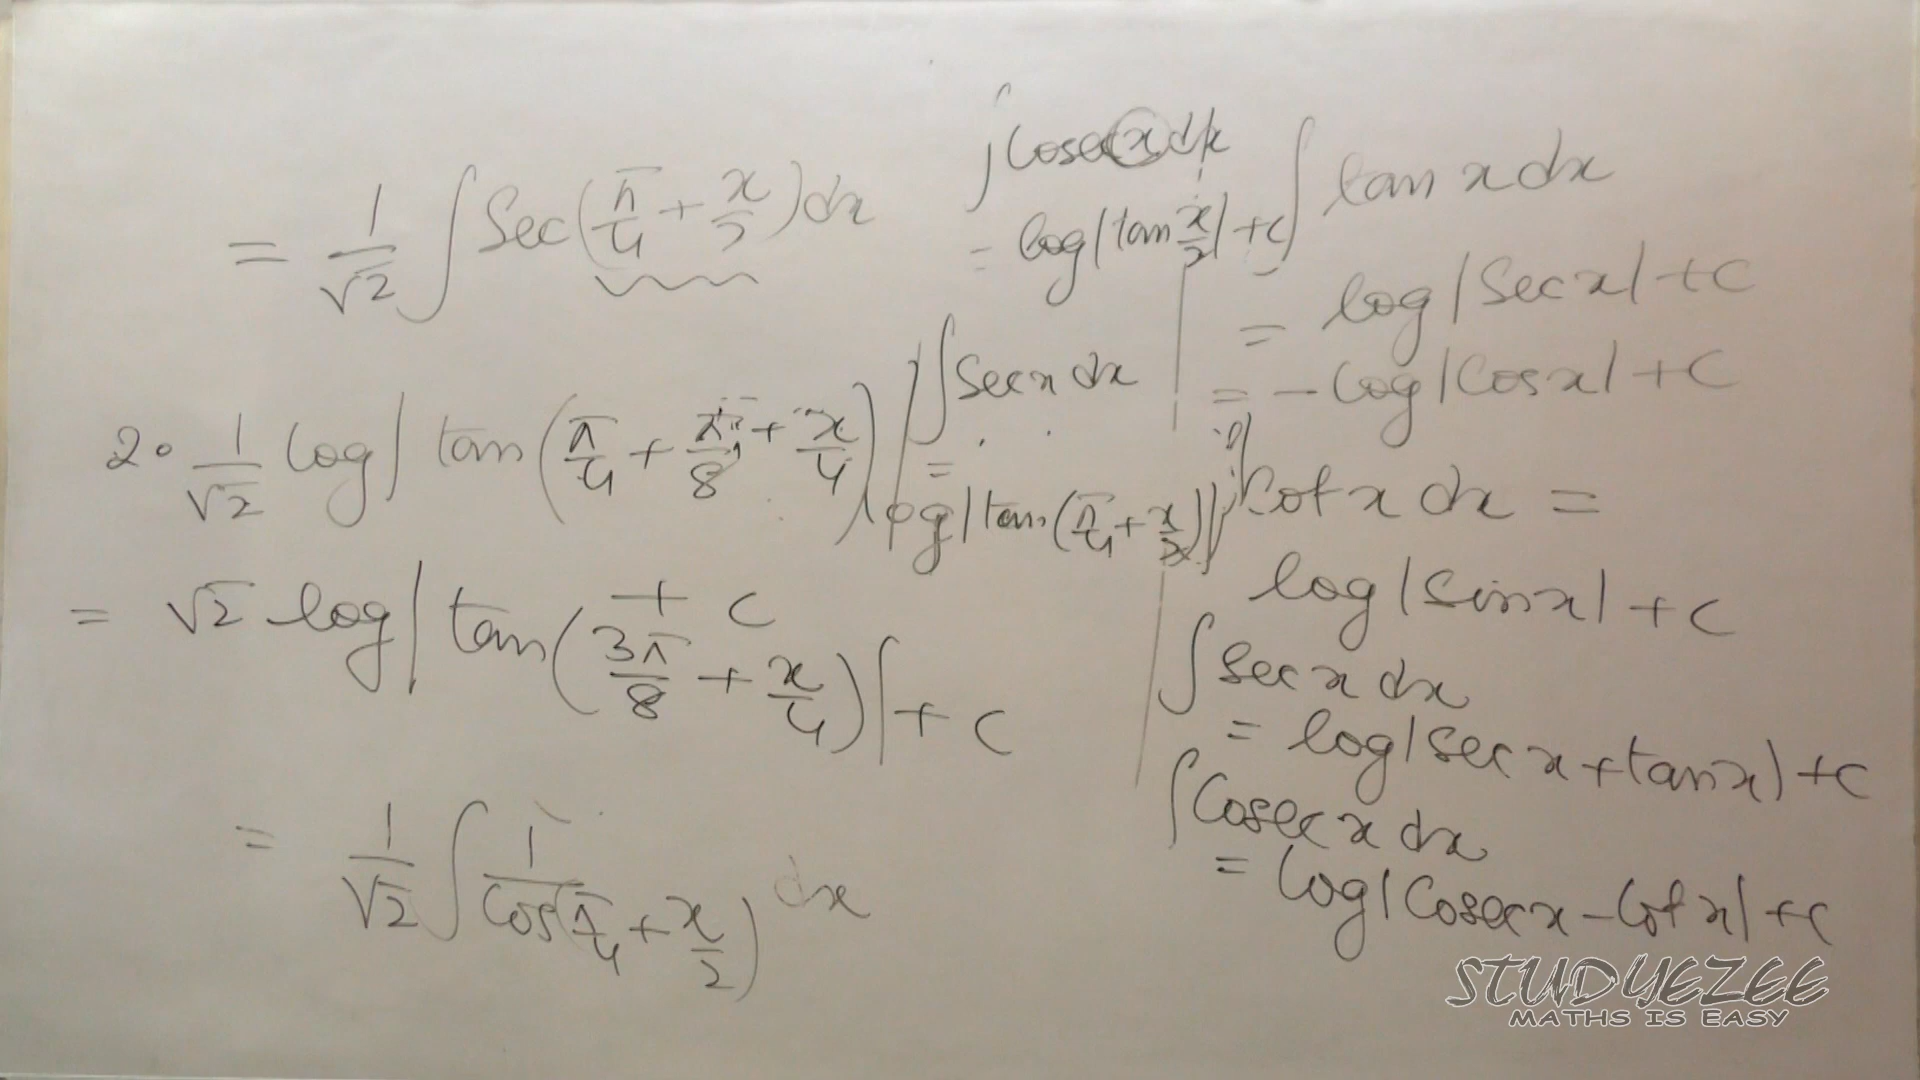 = 1/√2 ∫ Sec(π/4 + x/2) dx
2. 1/√2 log| tan (π/4 + π/8 + x/4) |
+ c
= √2 log| tan (3π/8 + x/4) | + c
= 1/√2 ∫ 1/Cos(π/4 + x/2) dx
∫ Cosec x dx
= log|tan x/2| + c
∫ Sec x dx
=
log|tan (π/4 + x/2)|
∫ tan x dx
= log |Sec x| + c
= - log |Cos x| + c
∫ Cot x dx =
log |Sin x| + c
∫ Sec x dx
= log |Sec x + tan x) + c
∫ Cosec x dx
= log |Cosec x - Cot x| + c
STUDYEZEE
MATHS IS EASY